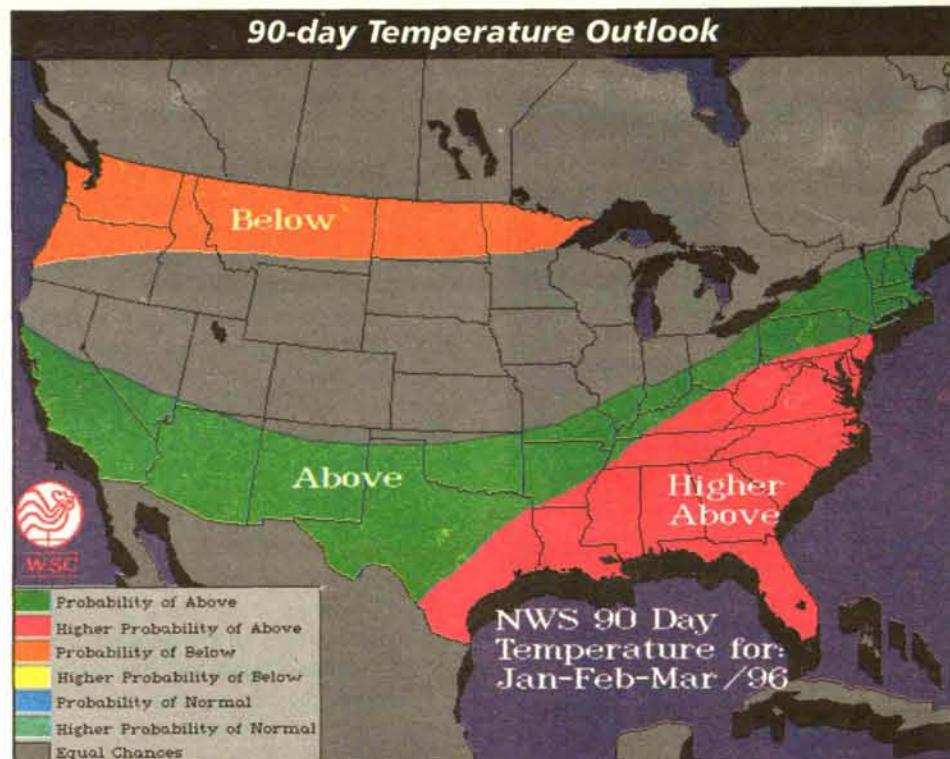 90-day Temperature Outlook
Below
Above
Higher
Above
WSC
NWS 90 Day
Temperature for:
Jan-Feb-Mar /96
Probability of Above
Higher Probability of Above
Probability of Below
Higher Probability of Below
Probability of Normal
Higher Probability of Normal
Equal Chances